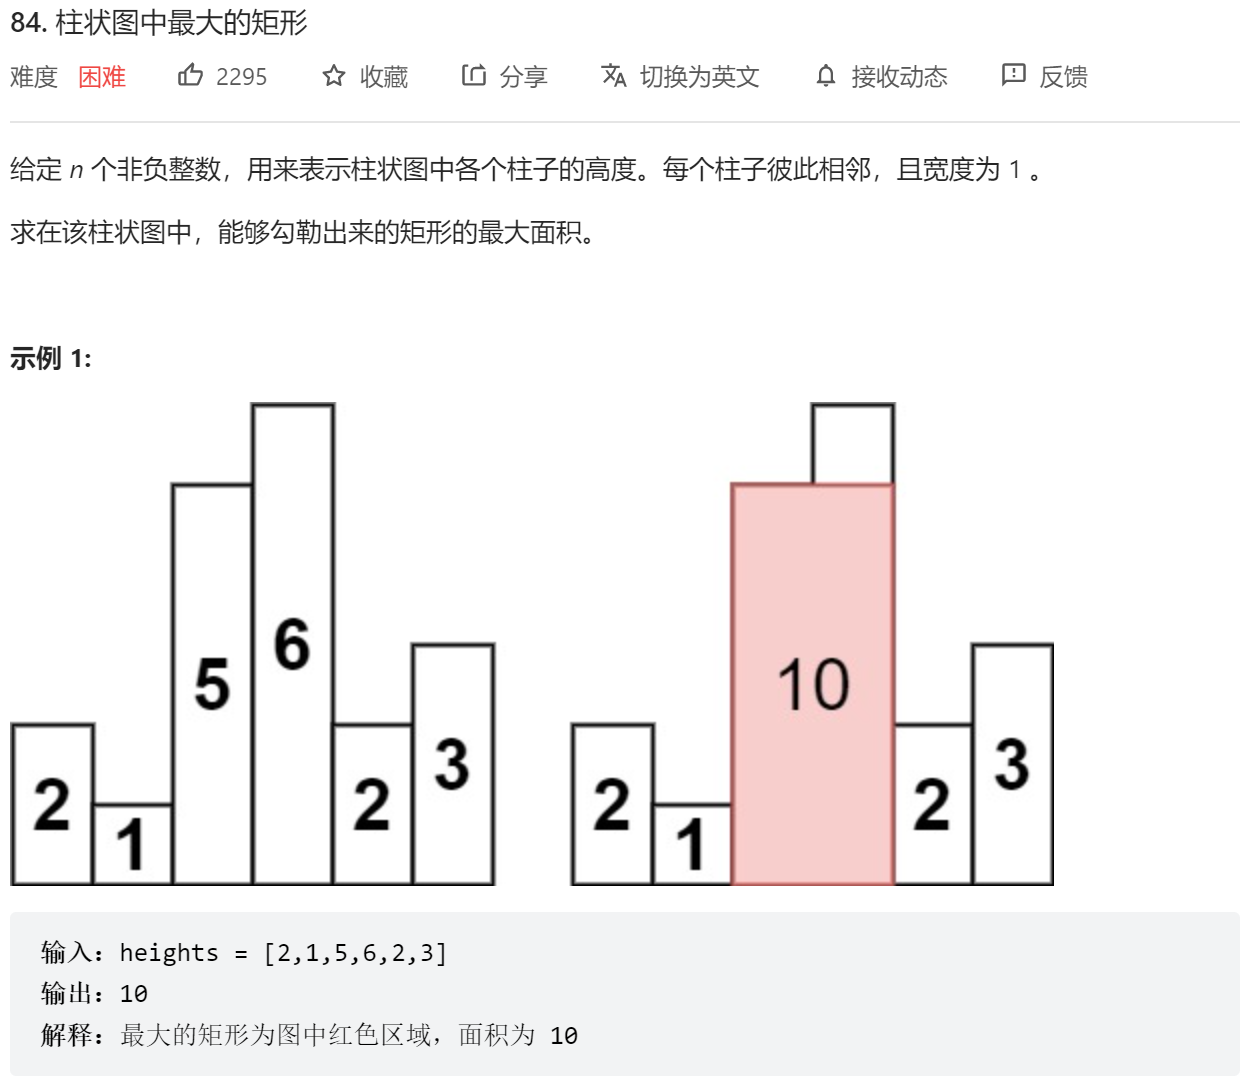 84. 柱状图中最大的矩形
难度 困难 2295 收藏 分享 切换为英文 接收动态 反馈
给定 n 个非负整数，用来表示柱状图中各个柱子的高度。每个柱子彼此相邻，且宽度为 1 。
求在该柱状图中，能够勾勒出来的矩形的最大面积。
示例 1:
2 1 5 6 2 3
2 1 10 2 3
输入：heights = [2,1,5,6,2,3]
输出：10
解释：最大的矩形为图中红色区域，面积为 10